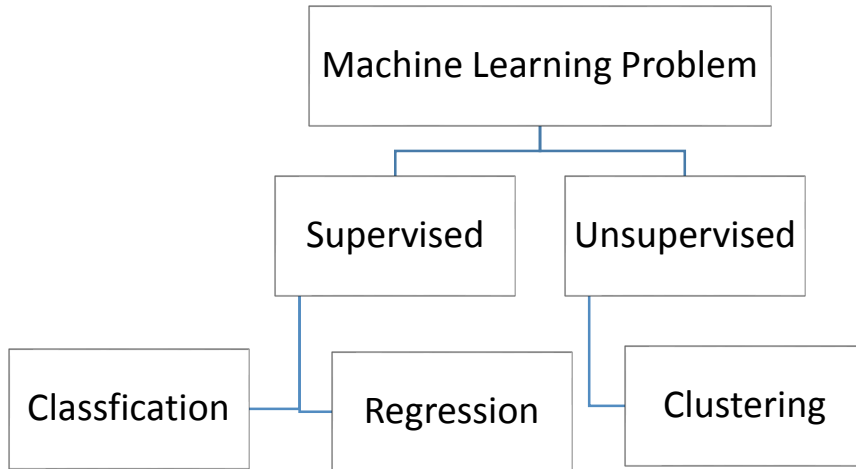 Machine Learning Problem
Supervised
Unsupervised
Classfication
Regression
Clustering